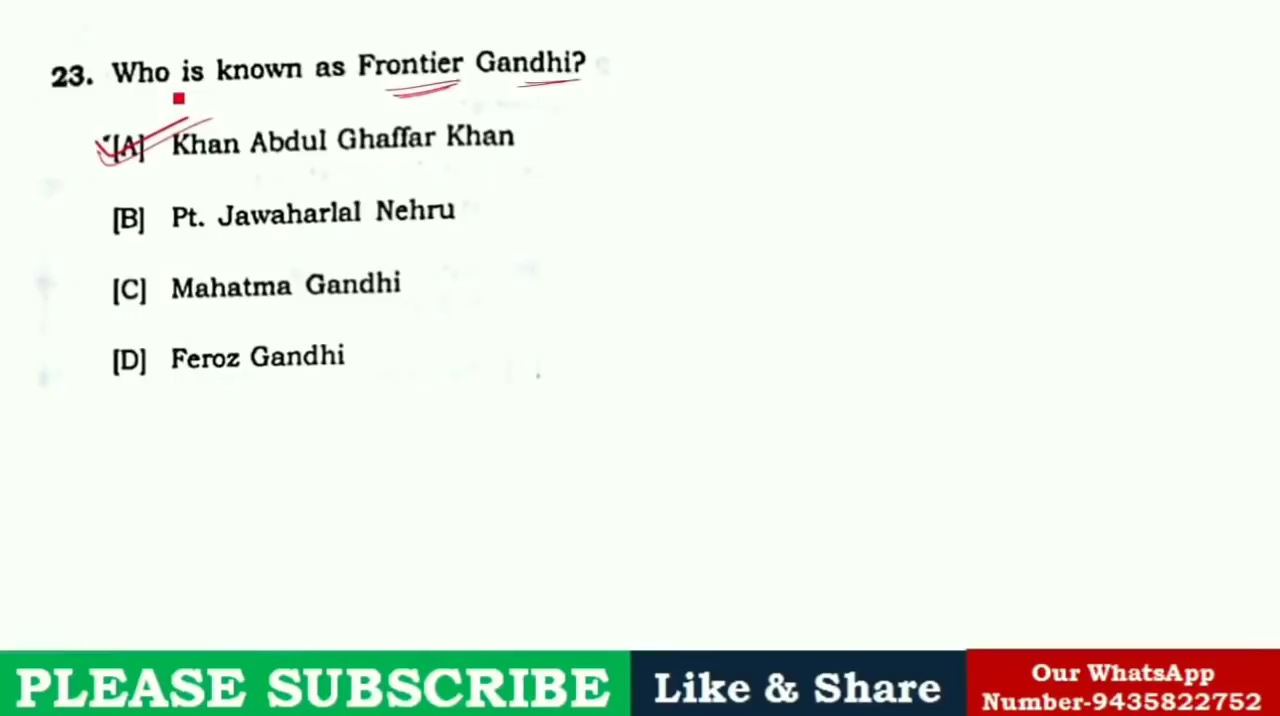 23. Who is known as Frontier Gandhi?
[A] Khan Abdul Ghaffar Khan
[B] Pt. Jawaharlal Nehru
[C] Mahatma Gandhi
[D] Feroz Gandhi
PLEASE SUBSCRIBE
Like & Share
Our WhatsApp
Number-9435822752